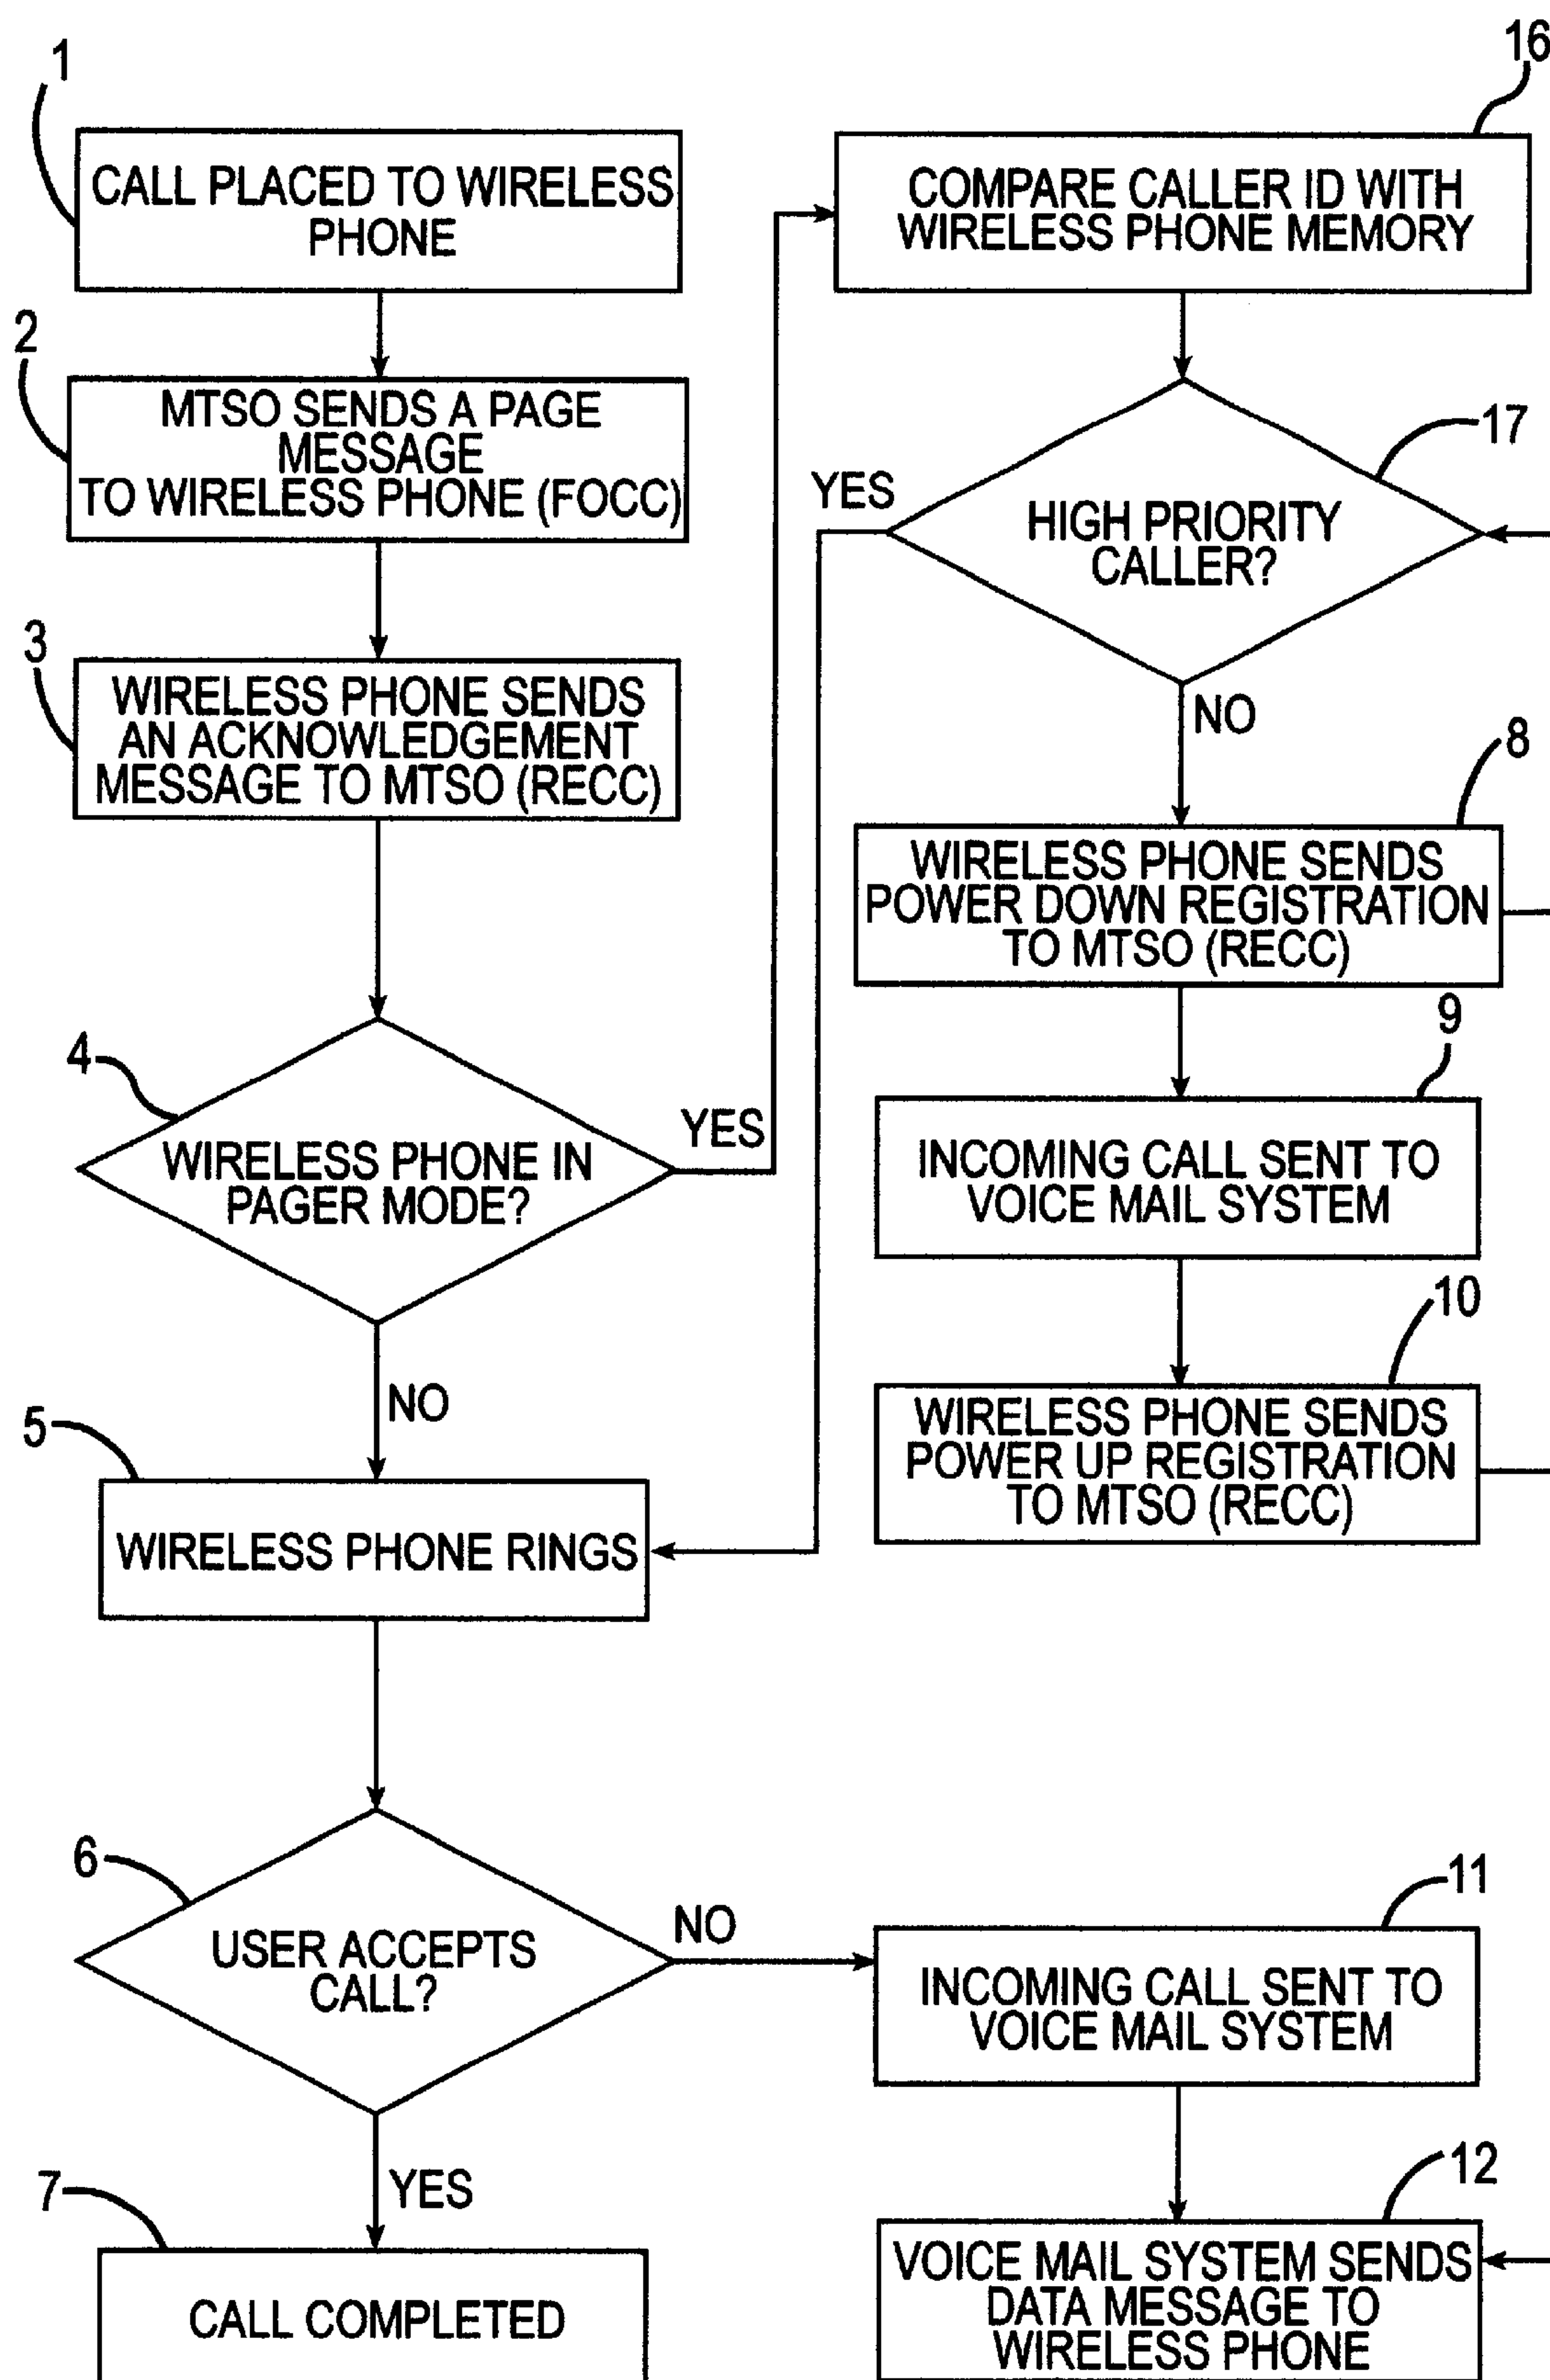 1
CALL PLACED TO WIRELESS
PHONE
2
MTSO SENDS A PAGE
MESSAGE
TO WIRELESS PHONE (FOCC)
3
WIRELESS PHONE SENDS
AN ACKNOWLEDGEMENT
MESSAGE TO MTSO (RECC)
4
WIRELESS PHONE IN
PAGER MODE?
YES
NO
5
WIRELESS PHONE RINGS
6
USER ACCEPTS
CALL?
NO
YES
7
CALL COMPLETED
16
COMPARE CALLER ID WITH
WIRELESS PHONE MEMORY
17
YES
HIGH PRIORITY
CALLER?
NO
8
WIRELESS PHONE SENDS
POWER DOWN REGISTRATION
TO MTSO (RECC)
9
INCOMING CALL SENT TO
VOICE MAIL SYSTEM
10
WIRELESS PHONE SENDS
POWER UP REGISTRATION
TO MTSO (RECC)
11
INCOMING CALL SENT TO
VOICE MAIL SYSTEM
12
VOICE MAIL SYSTEM SENDS
DATA MESSAGE TO
WIRELESS PHONE